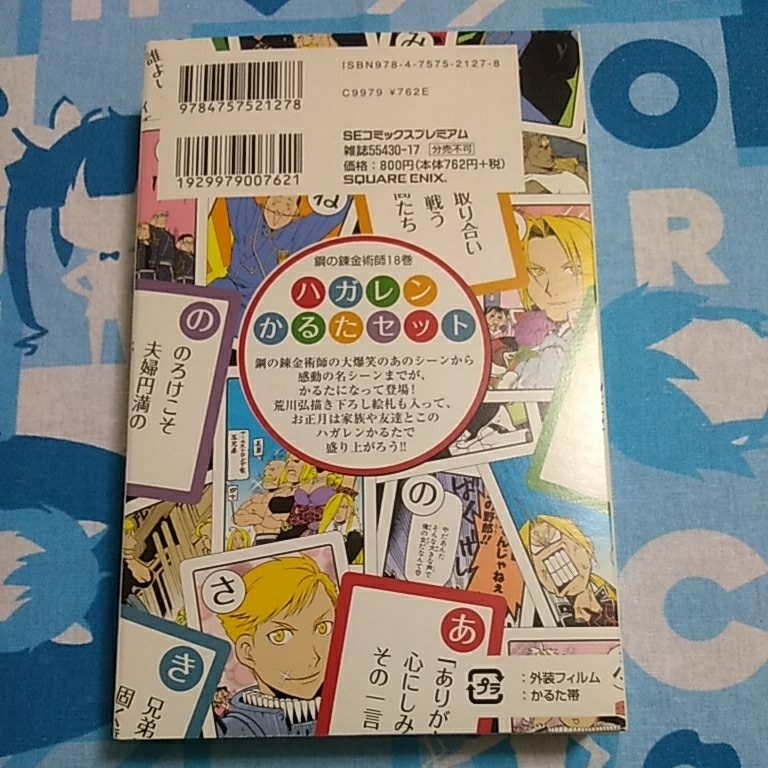 み
ISBN978-4-7575-2127-8
9784757521278
C9979 ¥762E
SEコミックスプレミアム
雑誌55430-17 分売不可
価格：800円(本体762円+税)
1929979007621
SQUARE ENIX.
な
取り合い
戦う
たち
鋼の錬金術師18巻
ハガレン
かるたセット
鋼の錬金術師の大爆笑のあのシーンから
感動の名シーンまでが、
かるたになって登場！
荒川弘描き下ろし絵札も入って、
お正月は家族や友達とこの
ハガレンかるたで
盛り上がろう!!
の
のろけこそ
夫婦円満の
の
さ
あ
「ありが
心にしみ
その一言
き
兄弟
プラ
：外装フィルム
：かるた帯
O
R
C